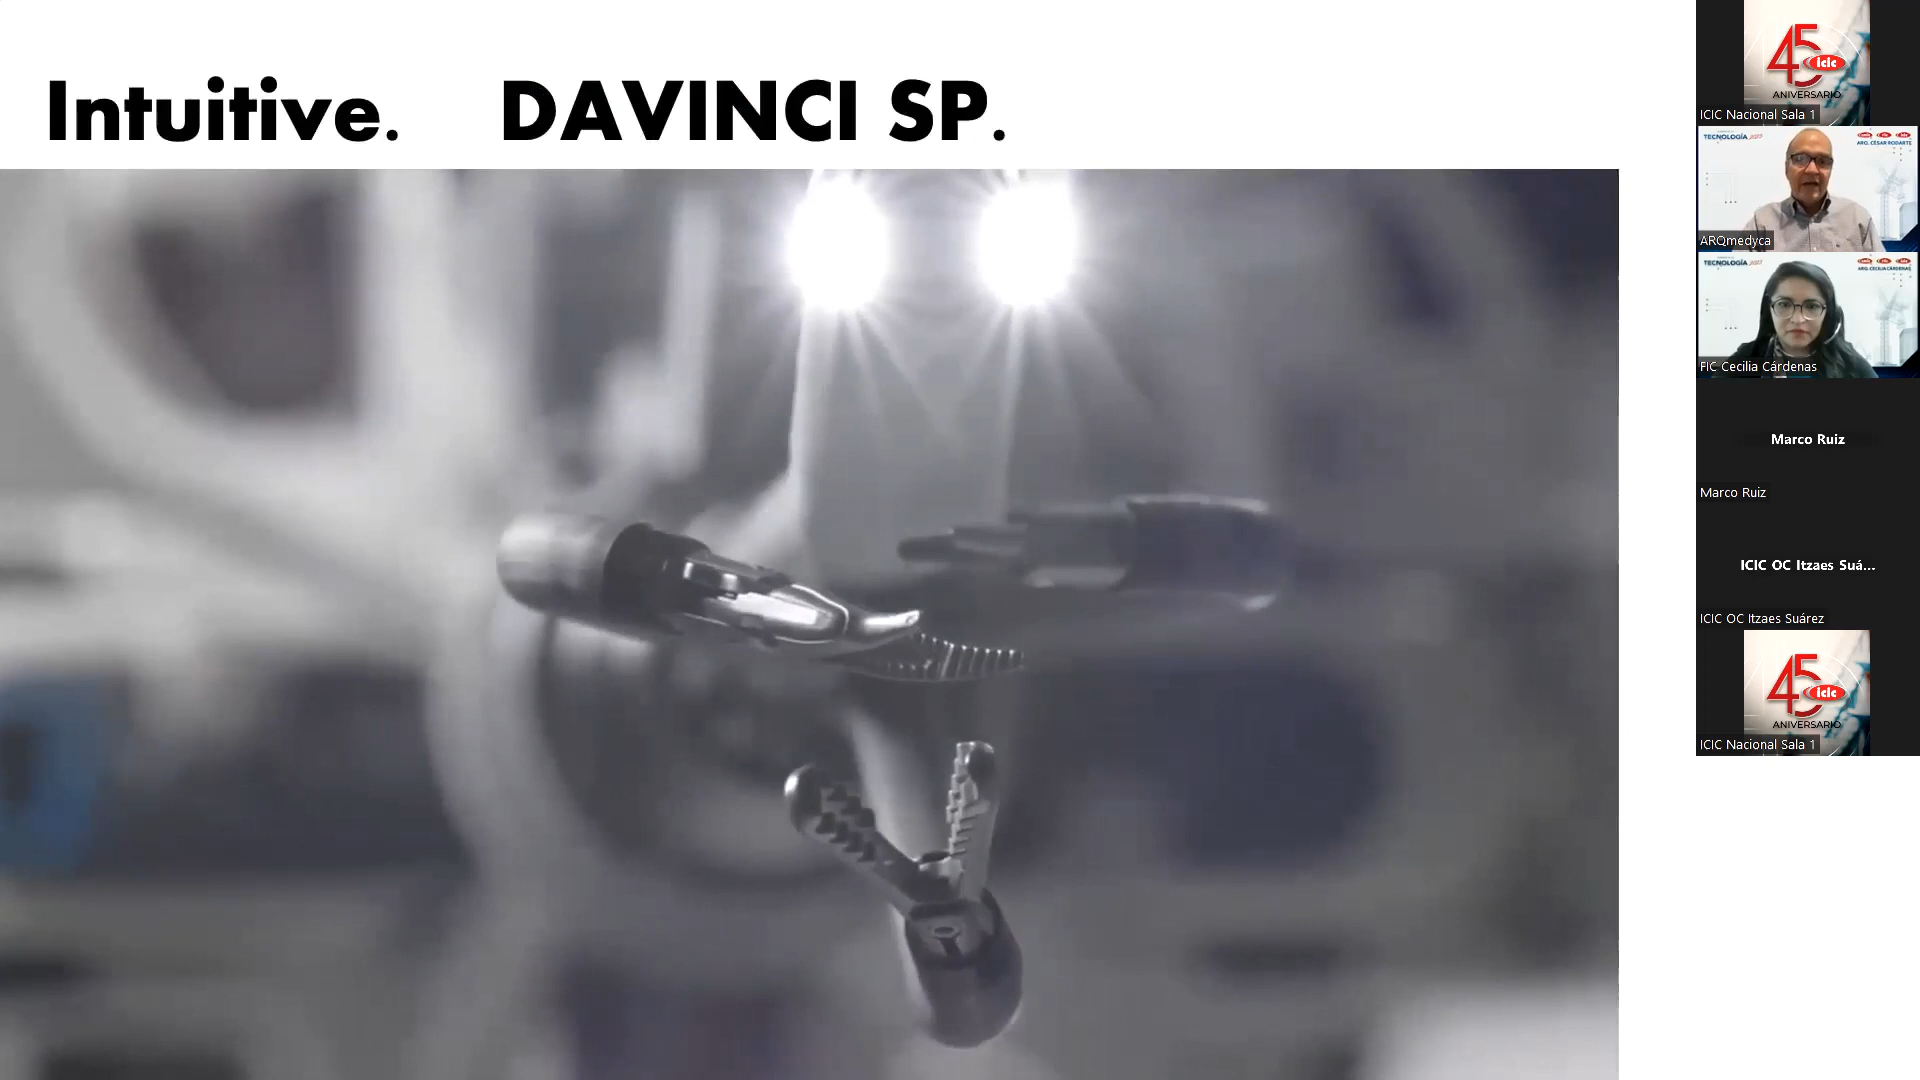 Intuitive. DAVINCI SP.
45
icic
ANIVERSARIO
ICIC Nacional Sala 1
TECNOLOGÍA 2023
ARQ. CÉSAR RODARTE
ARQmedyca
TECNOLOGÍA 2023
ARQ. CECILIA CÁRDENAS
FIC Cecilia Cárdenas
Marco Ruiz
Marco Ruiz
ICIC OC Itzaes Suá...
ICIC OC Itzaes Suárez
45
icic
ANIVERSARIO
ICIC Nacional Sala 1